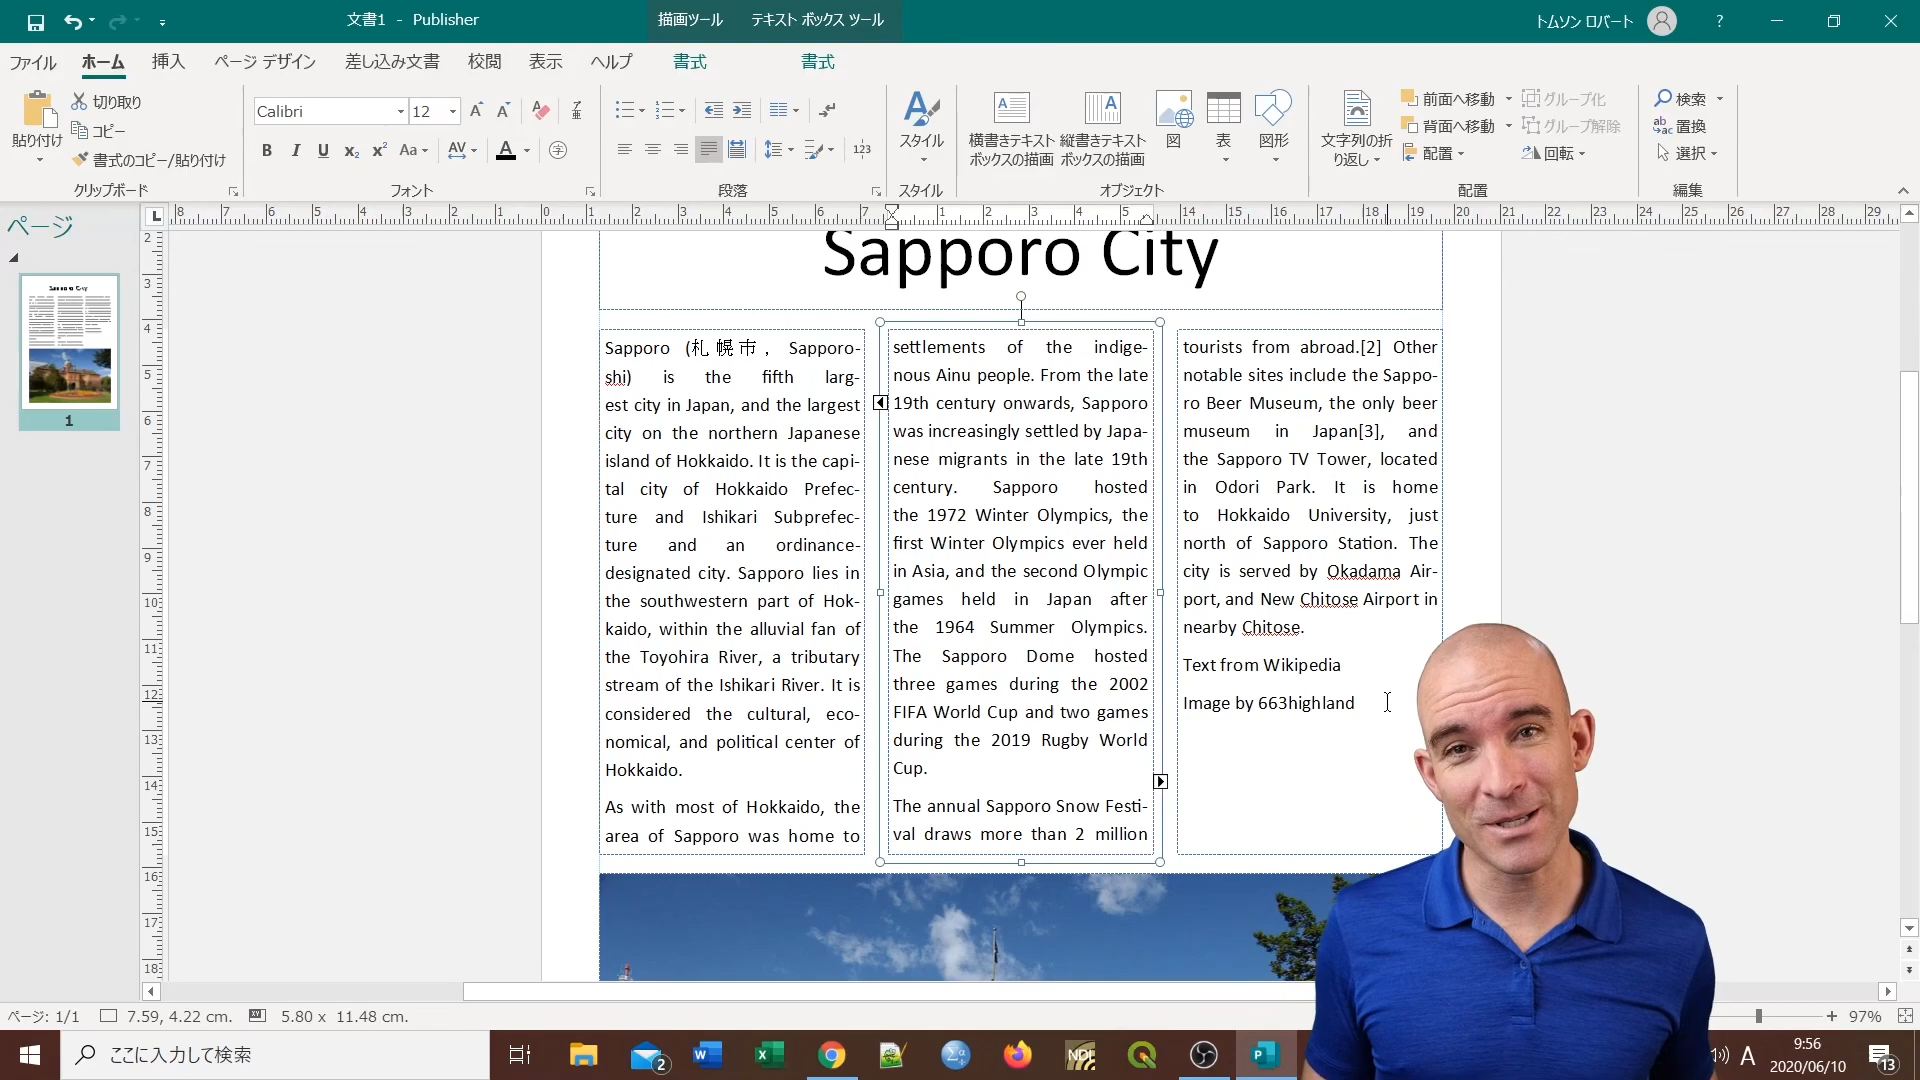 文書1 - Publisher
描画ツール
テキスト ボックス ツール
トムソン ロバート
?
ファイル
ホーム
挿入
ページ デザイン
差し込み文書
校閲
表示
ヘルプ
書式
書式
貼り付け
切り取り
コピー
書式のコピー/貼り付け
クリップボード
Calibri
12
フォント
段落
スタイル
スタイル
横書きテキスト
ボックスの描画
縦書きテキスト
ボックスの描画
図
表
図形
オブジェクト
文字列の折
り返し
前面へ移動
背面へ移動
配置
グループ化
グループ解除
回転
配置
検索
置換
選択
編集
ページ
1
Sapporo City
Sapporo (札幌市, Sapporo-
shi) is the fifth larg-
est city in Japan, and the largest
city on the northern Japanese
island of Hokkaido. It is the capi-
tal city of Hokkaido Prefec-
ture and Ishikari Subprefec-
ture and an ordinance-
designated city. Sapporo lies in
the southwestern part of Hok-
kaido, within the alluvial fan of
the Toyohira River, a tributary
stream of the Ishikari River. It is
considered the cultural, eco-
nomical, and political center of
Hokkaido.
As with most of Hokkaido, the
area of Sapporo was home to
settlements of the indige-
nous Ainu people. From the late
19th century onwards, Sapporo
was increasingly settled by Japa-
nese migrants in the late 19th
century. Sapporo hosted
the 1972 Winter Olympics, the
first Winter Olympics ever held
in Asia, and the second Olympic
games held in Japan after
the 1964 Summer Olympics.
The Sapporo Dome hosted
three games during the 2002
FIFA World Cup and two games
during the 2019 Rugby World
Cup.
The annual Sapporo Snow Festi-
val draws more than 2 million
tourists from abroad.[2] Other
notable sites include the Sappo-
ro Beer Museum, the only beer
museum in Japan[3], and
the Sapporo TV Tower, located
in Odori Park. It is home
to Hokkaido University, just
north of Sapporo Station. The
city is served by Okadama Air-
port, and New Chitose Airport in
nearby Chitose.
Text from Wikipedia
Image by 663highland
ページ: 1/1
7.59, 4.22 cm.
5.80 x 11.48 cm.
97%
ここに入力して検索
2
A
9:56
2020/06/10
13